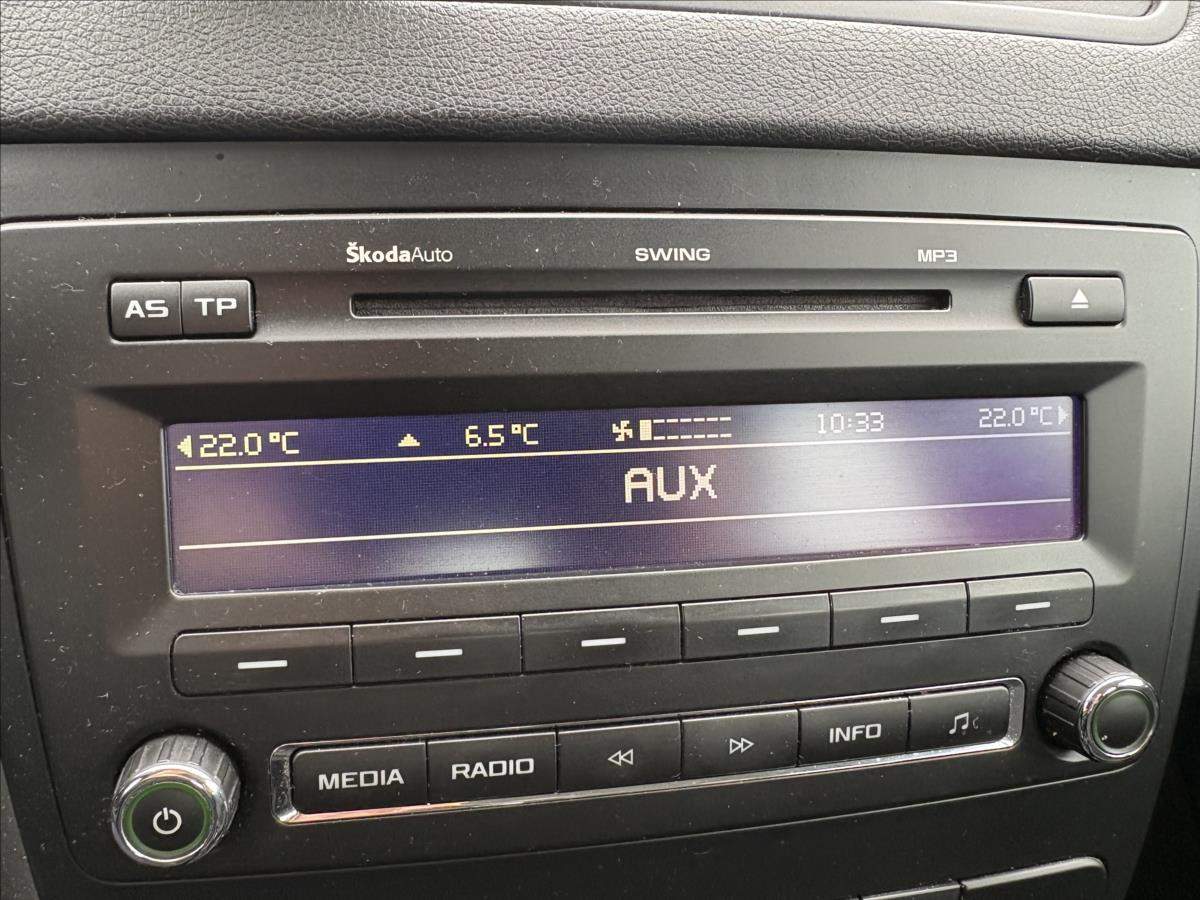 ŠkodaAuto SWING MP3
AS TP
22.0 °C 6.5 °C 10:33 22.0 °C
AUX
MEDIA RADIO INFO